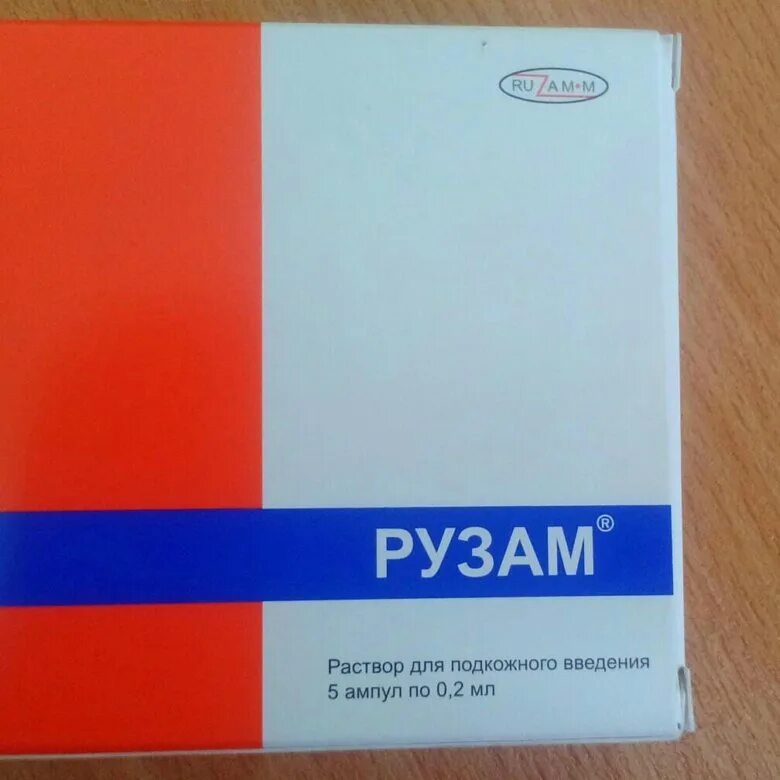 RUZAM•M
РУЗАМ®
Раствор для подкожного введения
5 ампул по 0,2 мл